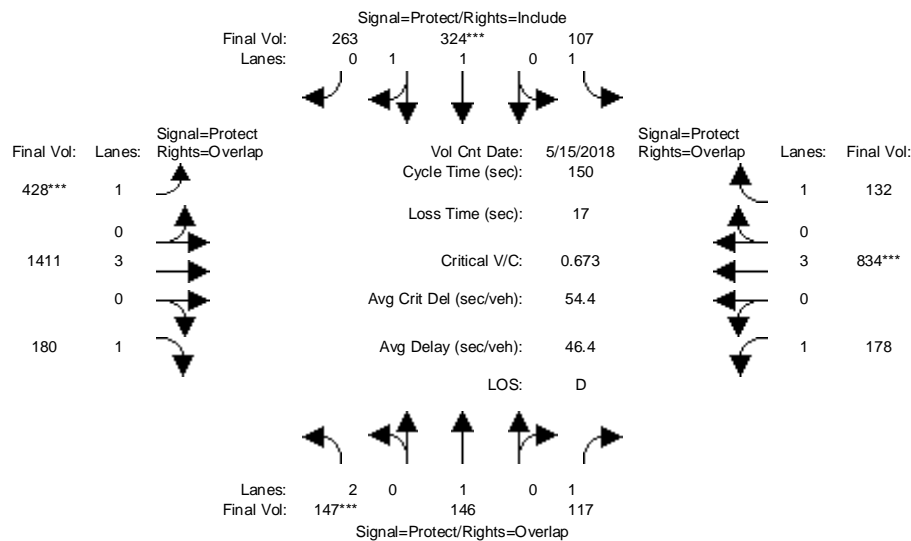 Signal=Protect/Rights=Include
Final Vol: 263 324*** 107
Lanes: 0 1 1 0 1
Signal=Protect Signal=Protect
Final Vol: Lanes: Rights=Overlap Vol Cnt Date: 5/15/2018 Rights=Overlap Lanes: Final Vol:
Cycle Time (sec): 150
428*** 1 1 132
Loss Time (sec): 17
0 0
1411 3 Critical V/C: 0.673 3 834***
0 Avg Crit Del (sec/veh): 54.4 0
180 1 Avg Delay (sec/veh): 46.4 1 178
LOS: D
Lanes: 2 0 1 0 1
Final Vol: 147*** 146 117
Signal=Protect/Rights=Overlap